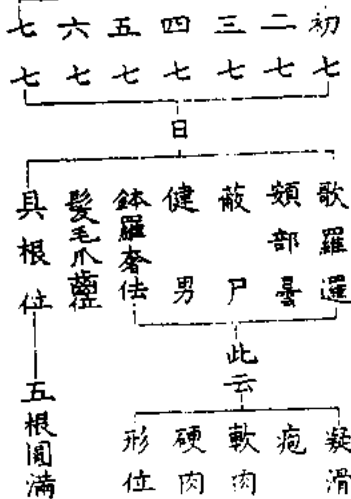 初七
二七
三七
四七
五七
六七
七七
日
歌羅邏
頞部曇
蔽尸
健男
鉢羅奢佉
髮毛爪齒位
具根位
此云
凝滑
疱
軟肉
硬肉
形位
五根圓滿